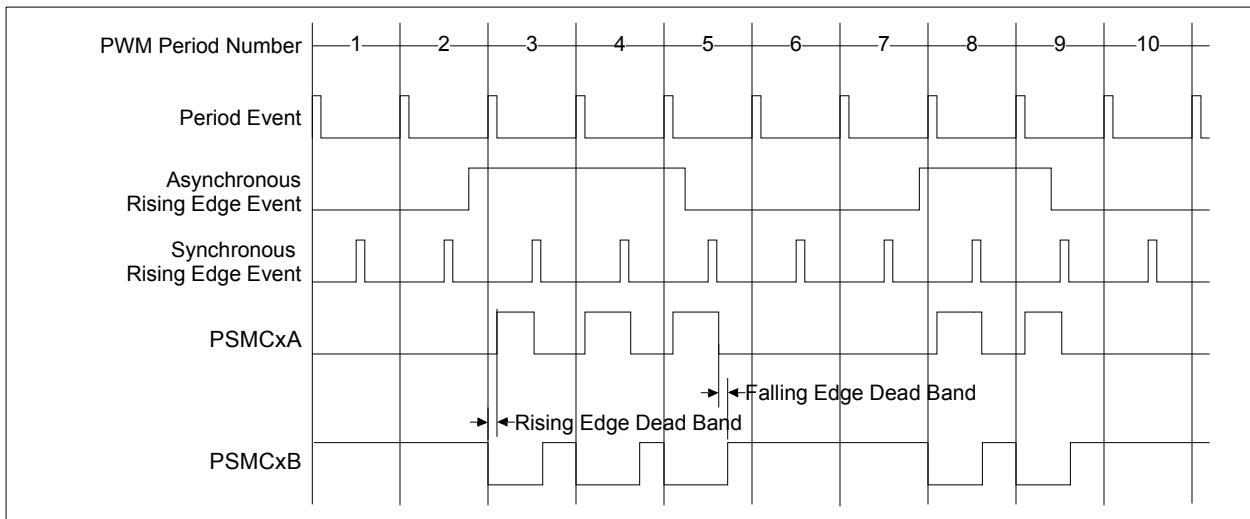 PWM Period Number 1 2 3 4 5 6 7 8 9 10
Period Event
Asynchronous
Rising Edge Event
Synchronous
Rising Edge Event
PSMCxA
Falling Edge Dead Band
Rising Edge Dead Band
PSMCxB